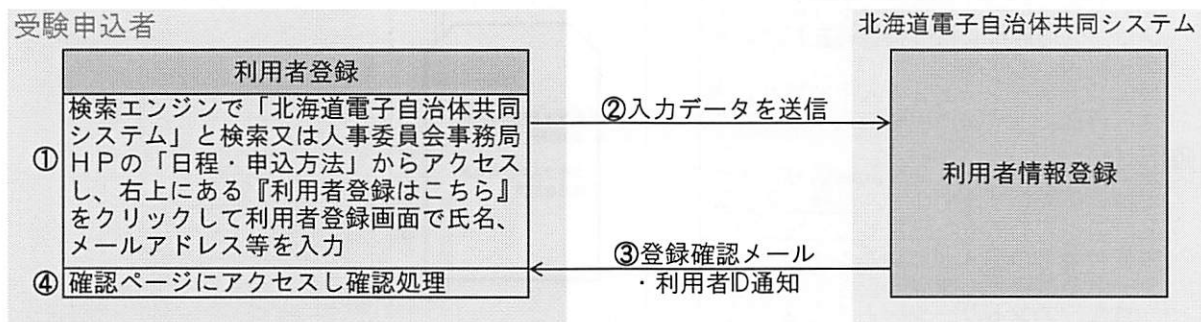 受験申込者
北海道電子自治体共同システム
利用者登録
①
検索エンジンで「北海道電子自治体共同
システム」と検索又は人事委員会事務局
HPの「日程・申込方法」からアクセス
し、右上にある『利用者登録はこちら』
をクリックして利用者登録画面で氏名、
メールアドレス等を入力
②入力データを送信
利用者情報登録
③登録確認メール
・利用者ID通知
④確認ページにアクセスし確認処理